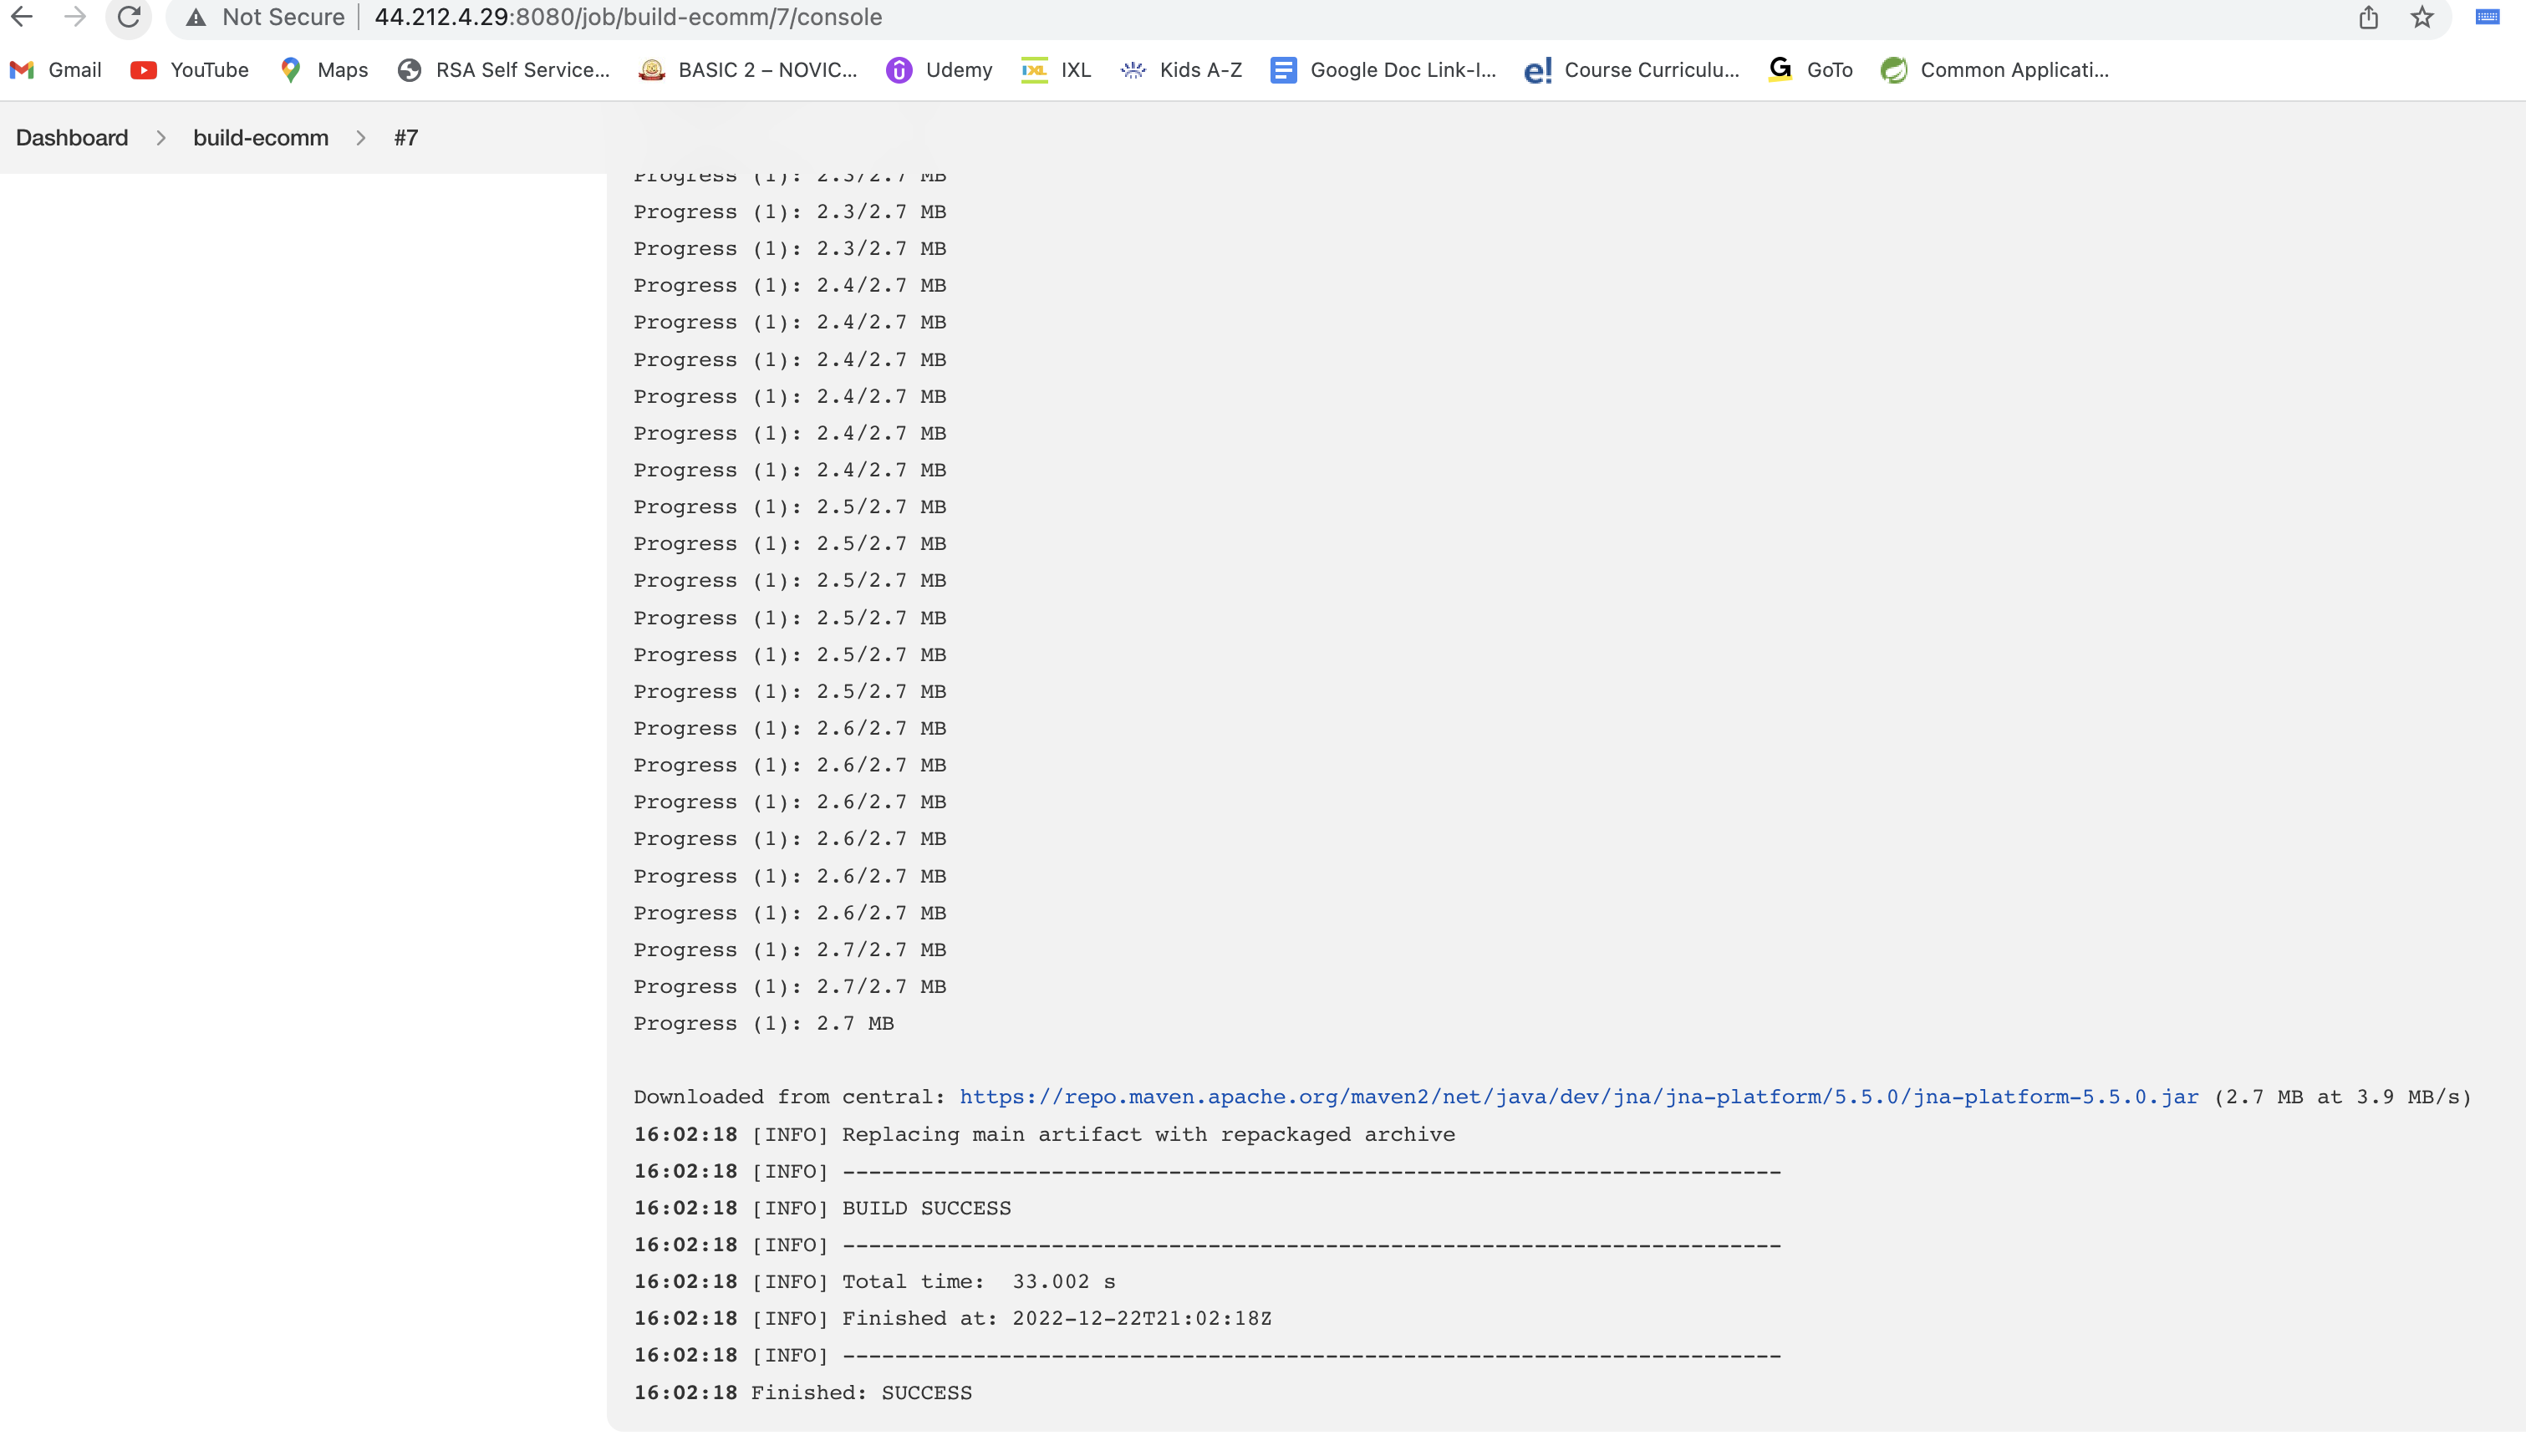 Not Secure 44.212.4.29:8080/job/build-ecomm/7/console
Gmail YouTube Maps RSA Self Service... BASIC 2 – NOVIC... Udemy IXL Kids A-Z Google Doc Link-I... Course Curriculu... GoTo Common Applicati...
Dashboard > build-ecomm > #7
Progress (1): 2.3/2.7 MB
Progress (1): 2.3/2.7 MB
Progress (1): 2.3/2.7 MB
Progress (1): 2.4/2.7 MB
Progress (1): 2.4/2.7 MB
Progress (1): 2.4/2.7 MB
Progress (1): 2.4/2.7 MB
Progress (1): 2.4/2.7 MB
Progress (1): 2.4/2.7 MB
Progress (1): 2.5/2.7 MB
Progress (1): 2.5/2.7 MB
Progress (1): 2.5/2.7 MB
Progress (1): 2.5/2.7 MB
Progress (1): 2.5/2.7 MB
Progress (1): 2.5/2.7 MB
Progress (1): 2.6/2.7 MB
Progress (1): 2.6/2.7 MB
Progress (1): 2.6/2.7 MB
Progress (1): 2.6/2.7 MB
Progress (1): 2.6/2.7 MB
Progress (1): 2.6/2.7 MB
Progress (1): 2.7/2.7 MB
Progress (1): 2.7/2.7 MB
Progress (1): 2.7 MB
Downloaded from central: https://repo.maven.apache.org/maven2/net/java/dev/jna/jna-platform/5.5.0/jna-platform-5.5.0.jar (2.7 MB at 3.9 MB/s)
16:02:18 [INFO] Replacing main artifact with repackaged archive
16:02:18 [INFO] ------------------------------------------------------------------------
16:02:18 [INFO] BUILD SUCCESS
16:02:18 [INFO] ------------------------------------------------------------------------
16:02:18 [INFO] Total time:  33.002 s
16:02:18 [INFO] Finished at: 2022-12-22T21:02:18Z
16:02:18 [INFO] ------------------------------------------------------------------------
16:02:18 Finished: SUCCESS